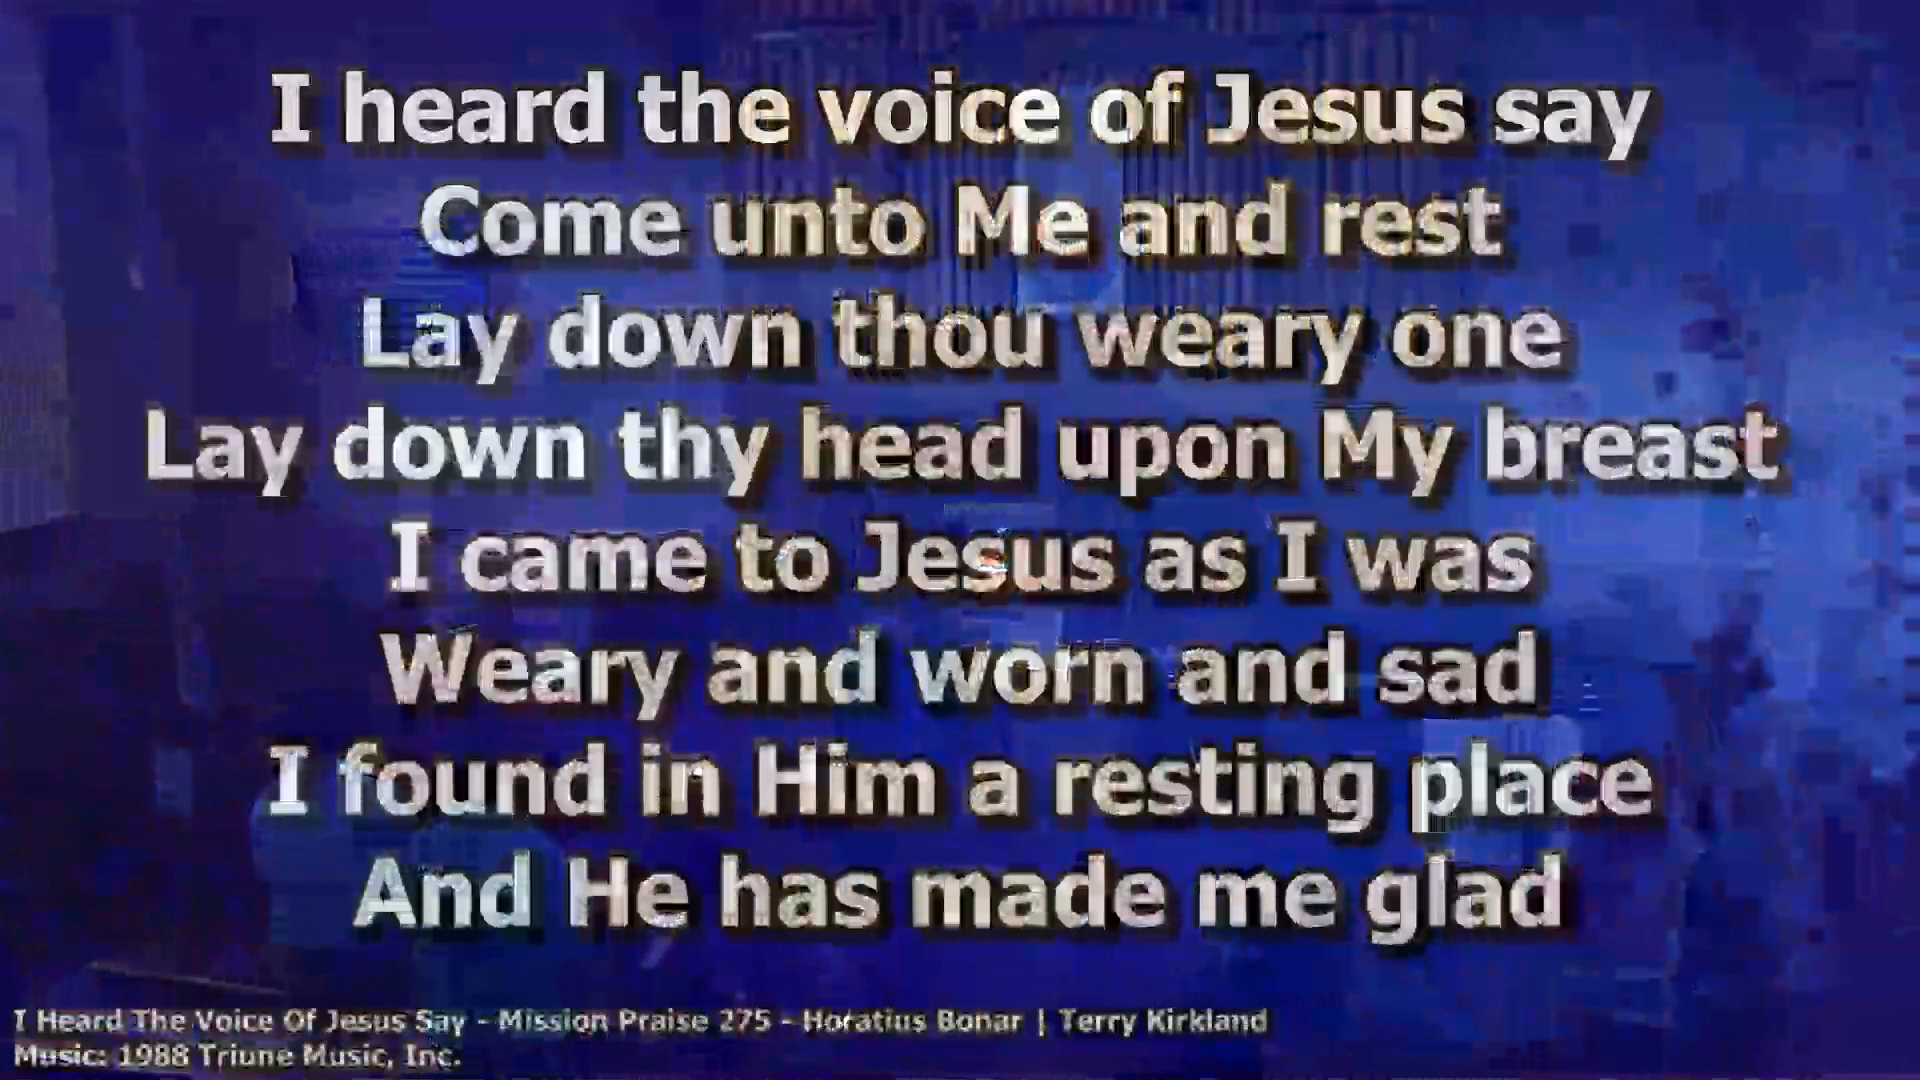 I heard the voice of Jesus say
Come unto Me and rest
Lay down thou weary one
Lay down thy head upon My breast
I came to Jesus as I was
Weary and worn and sad
I found in Him a resting place
And He has made me glad
I Heard The Voice Of Jesus Say - Mission Praise 275 - Horatius Bonar | Terry Kirkland
Music: 1988 Triune Music, Inc.